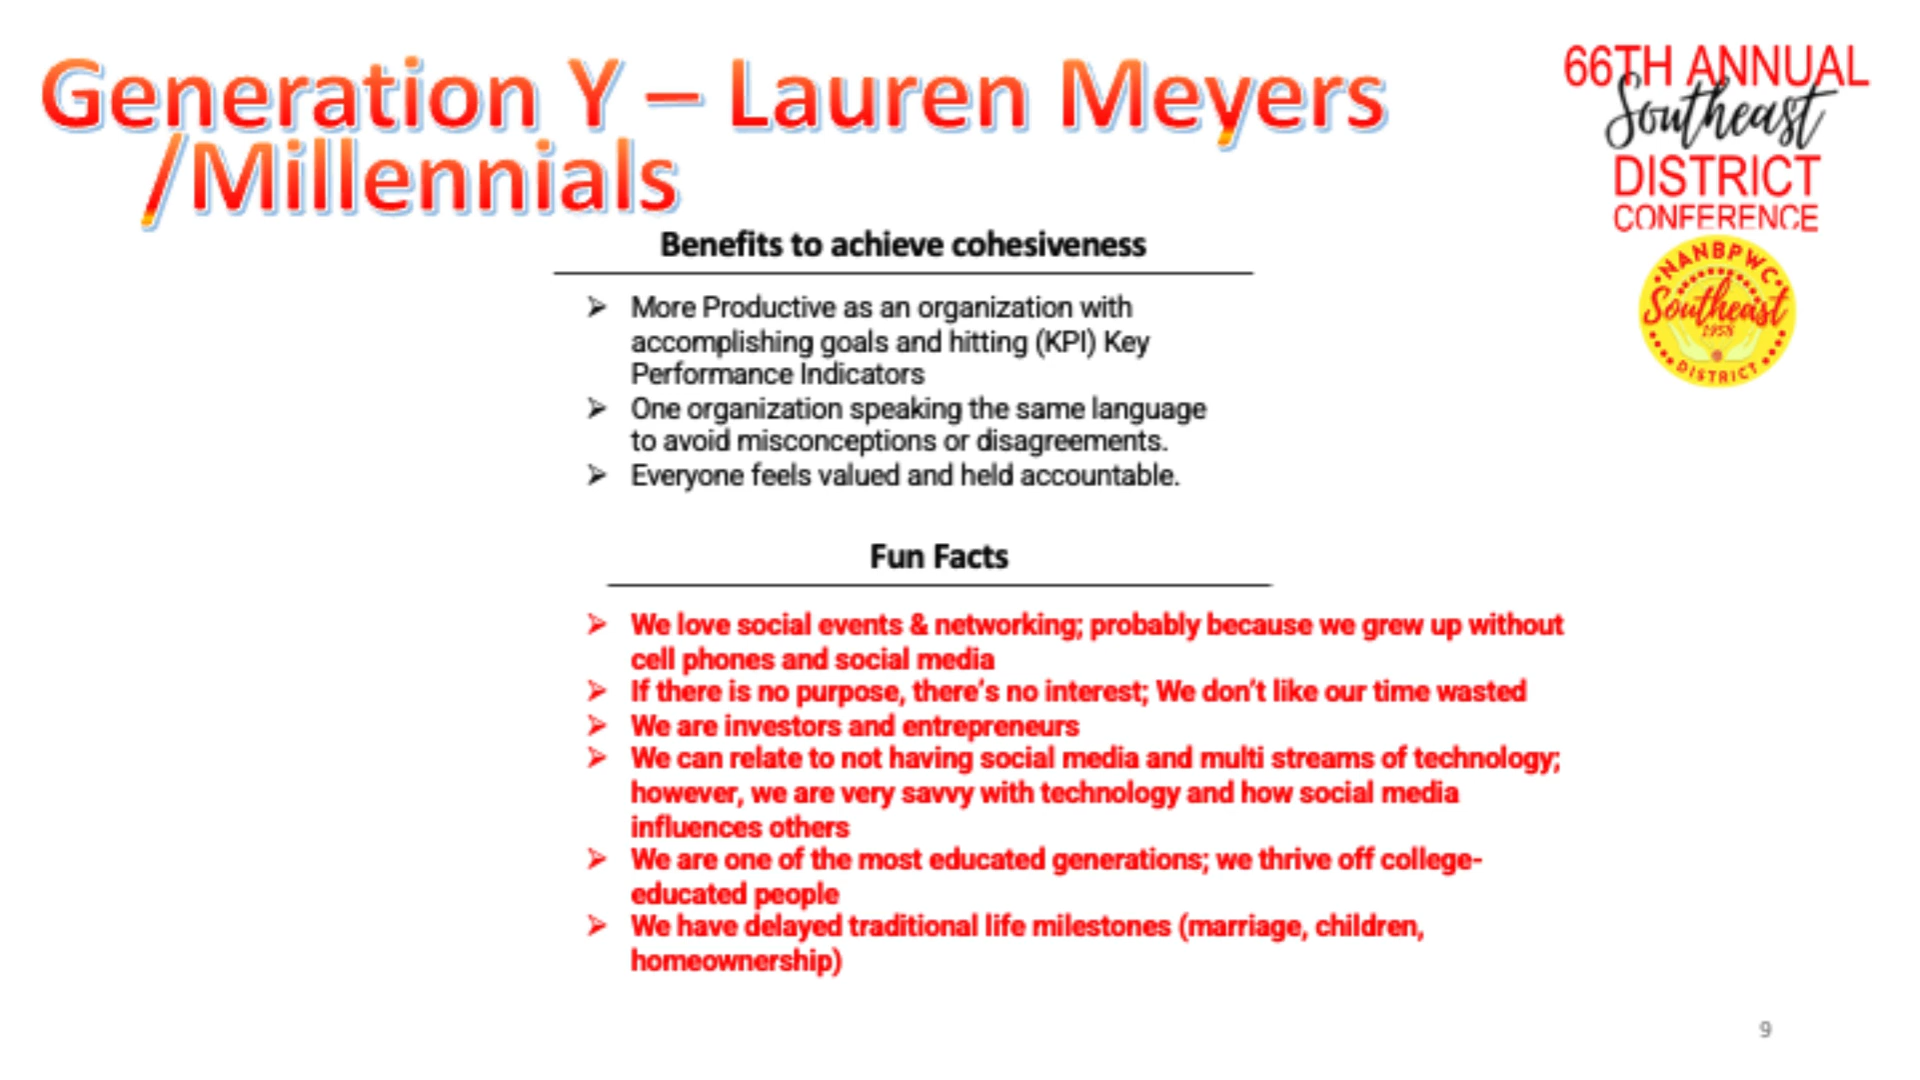 Generation Y – Lauren Meyers
/Millennials
66TH ANNUAL
Southeast
DISTRICT
CONFERENCE
NANBPWC
Southeast
1958
DISTRICT
Benefits to achieve cohesiveness
➢ More Productive as an organization with
accomplishing goals and hitting (KPI) Key
Performance Indicators
➢ One organization speaking the same language
to avoid misconceptions or disagreements.
➢ Everyone feels valued and held accountable.
Fun Facts
➢ We love social events & networking; probably because we grew up without
cell phones and social media
➢ If there is no purpose, there’s no interest; We don’t like our time wasted
➢ We are investors and entrepreneurs
➢ We can relate to not having social media and multi streams of technology;
however, we are very savvy with technology and how social media
influences others
➢ We are one of the most educated generations; we thrive off college-
educated people
➢ We have delayed traditional life milestones (marriage, children,
homeownership)
9